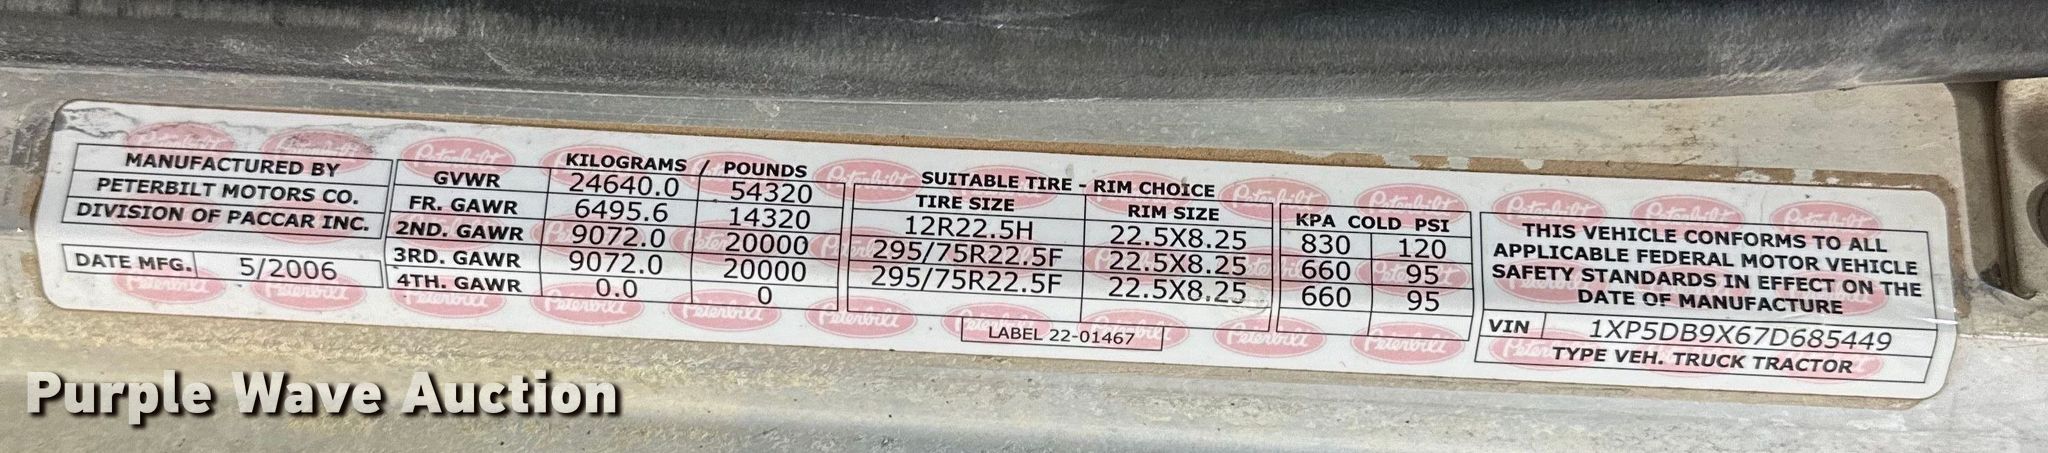 MANUFACTURED BY
PETERBILT MOTORS CO.
DIVISION OF PACCAR INC.
DATE MFG. 5/2006
KILOGRAMS / POUNDS
GVWR 24640.0 54320
FR. GAWR 6495.6 14320
2ND. GAWR 9072.0 20000
3RD. GAWR 9072.0 20000
4TH. GAWR 0.0 0
SUITABLE TIRE - RIM CHOICE
TIRE SIZE RIM SIZE KPA COLD PSI
12R22.5H 22.5X8.25 830 120
295/75R22.5F 22.5X8.25 660 95
295/75R22.5F 22.5X8.25 660 95
LABEL 22-01467
THIS VEHICLE CONFORMS TO ALL
APPLICABLE FEDERAL MOTOR VEHICLE
SAFETY STANDARDS IN EFFECT ON THE
DATE OF MANUFACTURE
VIN 1XP5DB9X67D685449
TYPE VEH. TRUCK TRACTOR
Purple Wave Auction